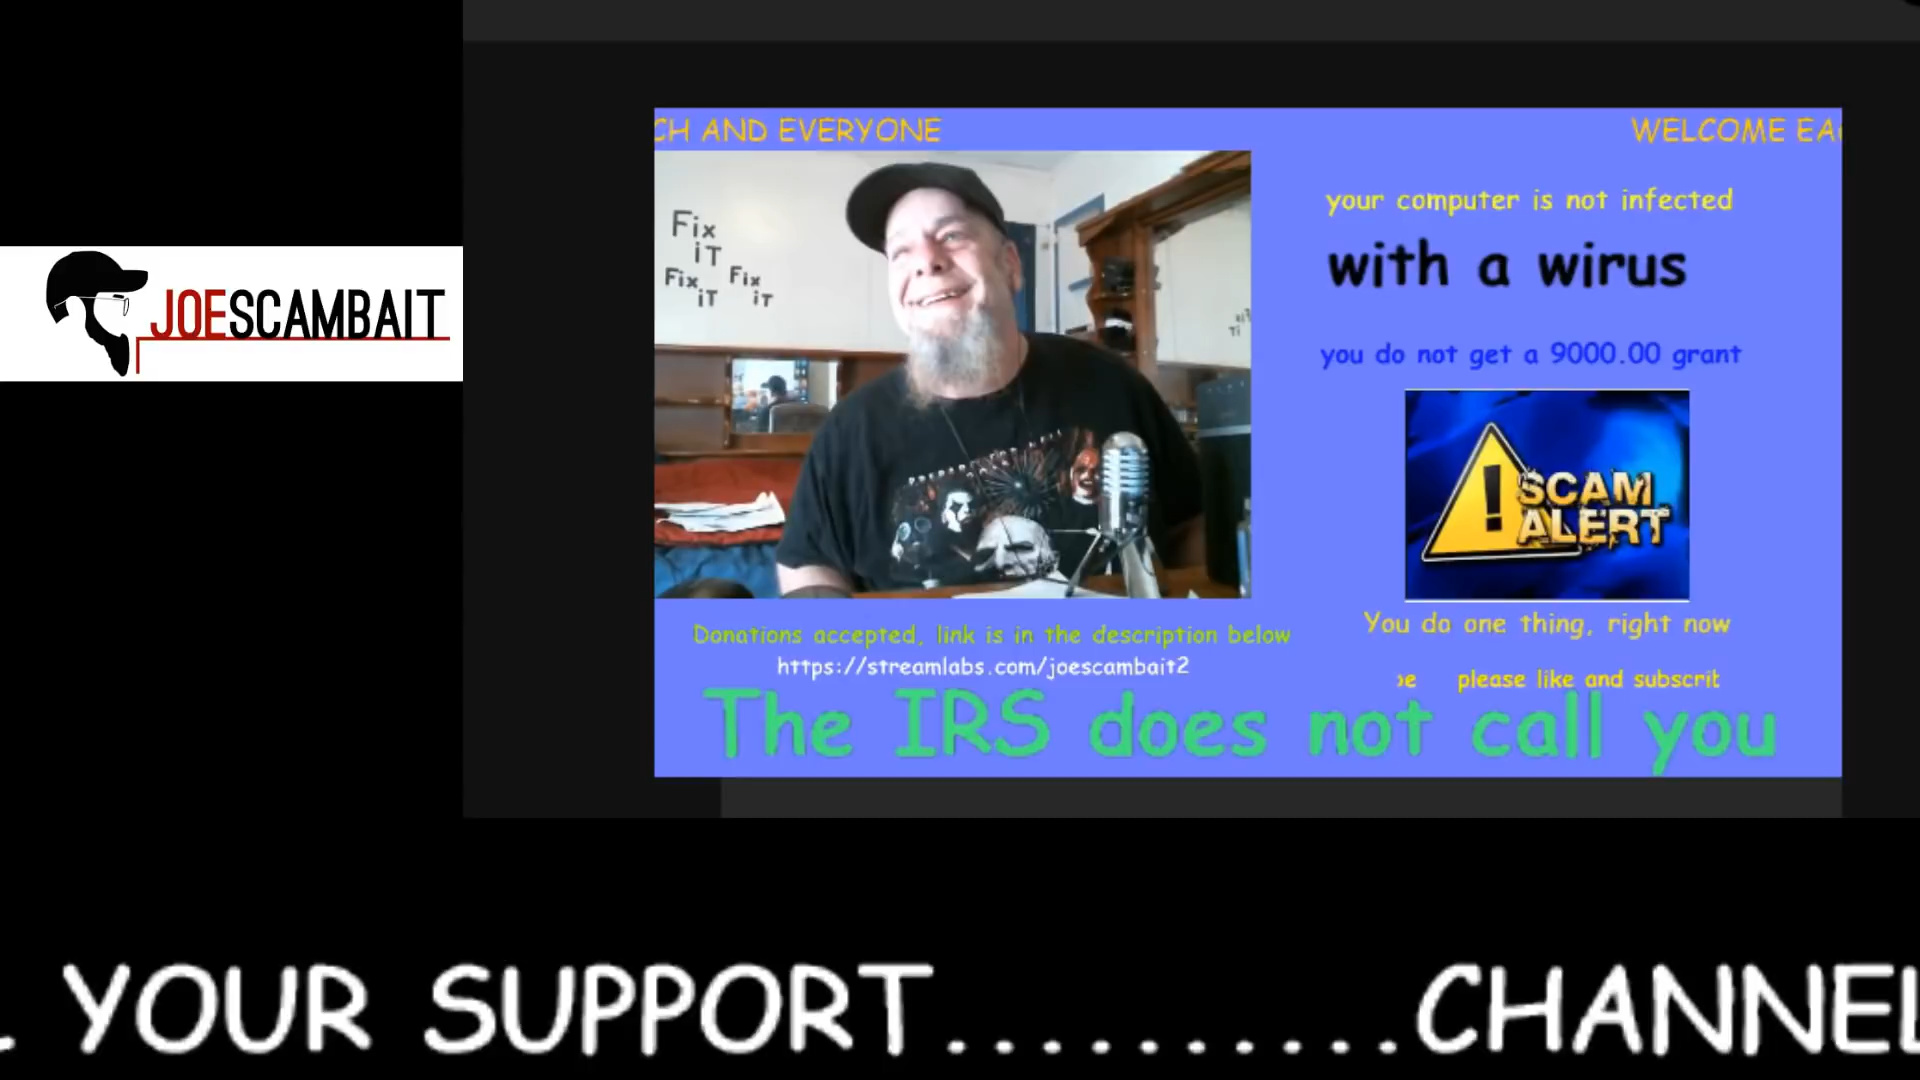 CH AND EVERYONE
WELCOME EA
Fix
iT
Fix
iT
Fix
iT
your computer is not infected
with a wirus
you do not get a 9000.00 grant
JOESCAMBAIT
SCAM
ALERT
You do one thing, right now
Donations accepted, link is in the description below
https://streamlabs.com/joescambait2
be please like and subscrit
The IRS does not call you
YOUR SUPPORT..........CHANNEL